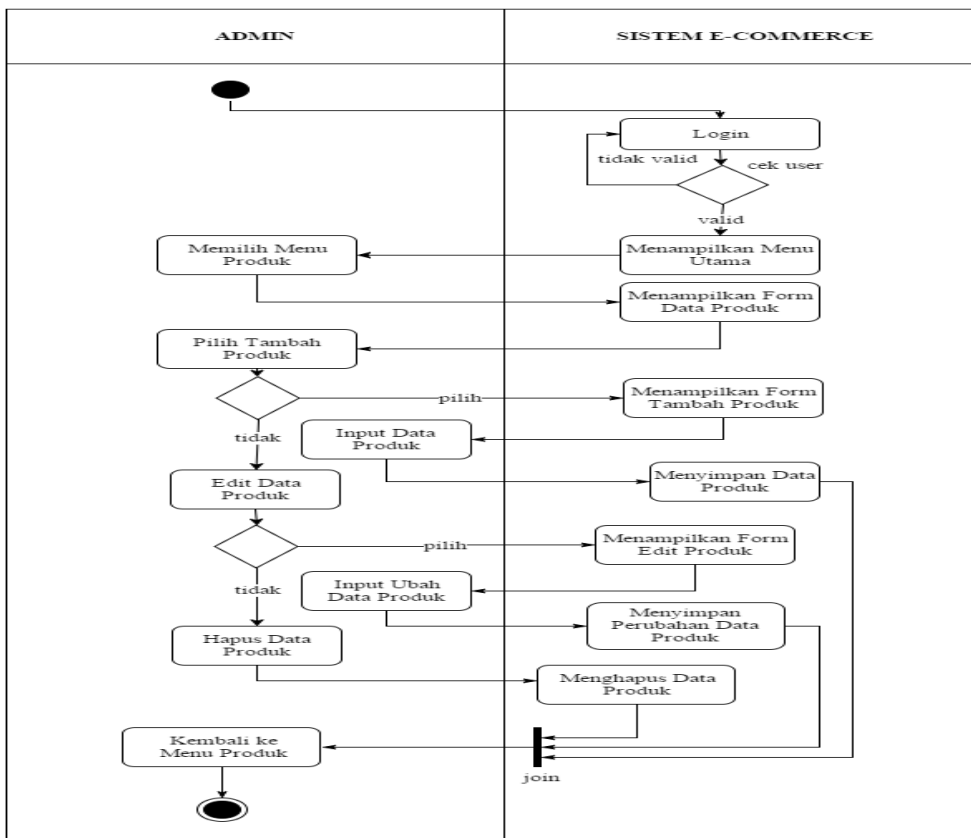 ADMIN
SISTEM E-COMMERCE
Login
tidak valid
cek user
valid
Memilih Menu
Produk
Menampilkan Menu
Utama
Menampilkan Form
Data Produk
Pilih Tambah
Produk
pilih
Menampilkan Form
Tambah Produk
tidak
Input Data
Produk
Edit Data
Produk
Menyimpan Data
Produk
pilih
Menampilkan Form
Edit Produk
tidak
Input Ubah
Data Produk
Menyimpan
Perubahan Data
Produk
Hapus Data
Produk
Menghapus Data
Produk
Kembali ke
Menu Produk
join